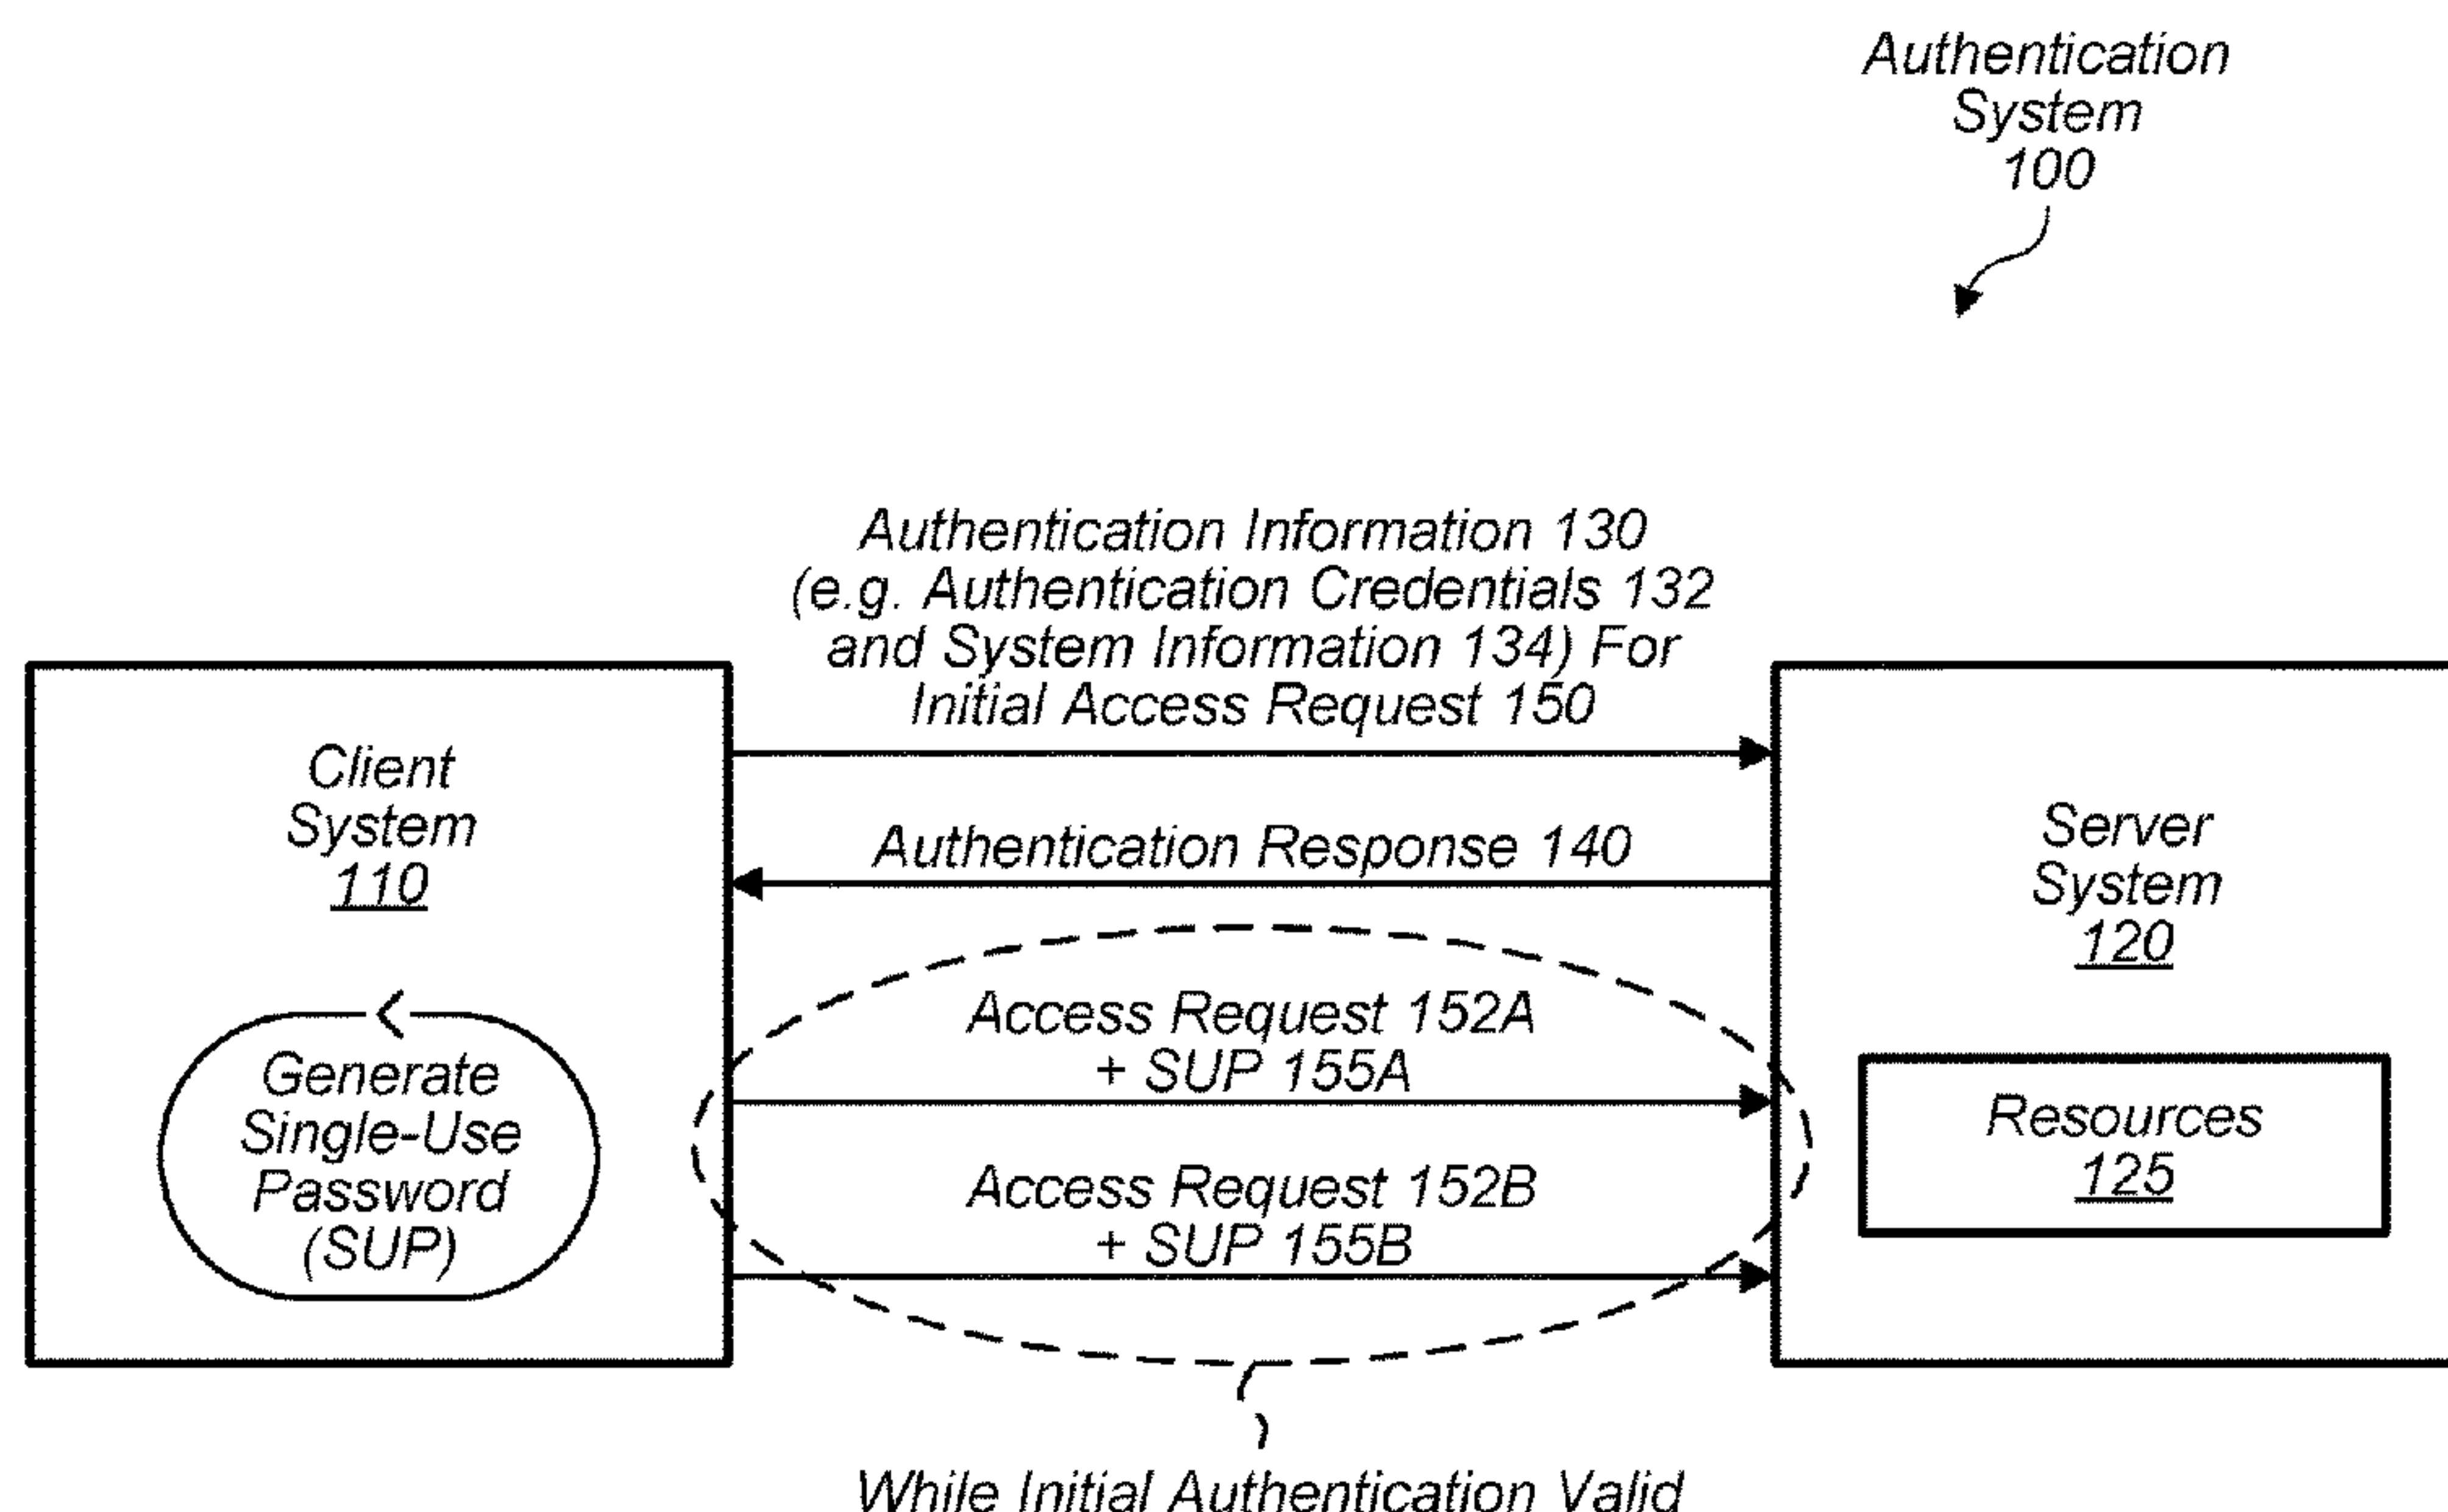 Authentication
System
100
Authentication Information 130
(e.g. Authentication Credentials 132
and System Information 134) For
Initial Access Request 150
Client
System
110
Authentication Response 140
Server
System
120
Access Request 152A
+ SUP 155A
Generate
Single-Use
Password
(SUP)
Resources
125
Access Request 152B
+ SUP 155B
While Initial Authentication Valid